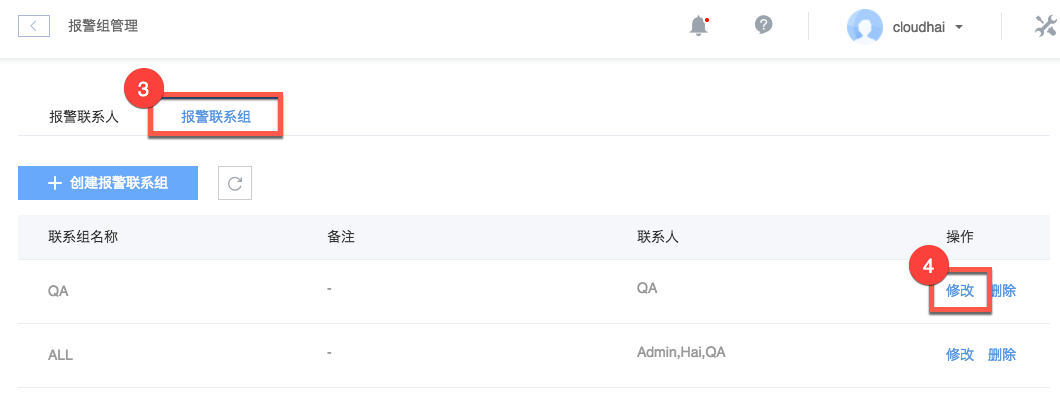 报警组管理 cloudhai
3
报警联系人 报警联系组
创建报警联系组
联系组名称 备注 联系人 操作
4
QA - QA 修改 删除
ALL - Admin,Hai,QA 修改 删除